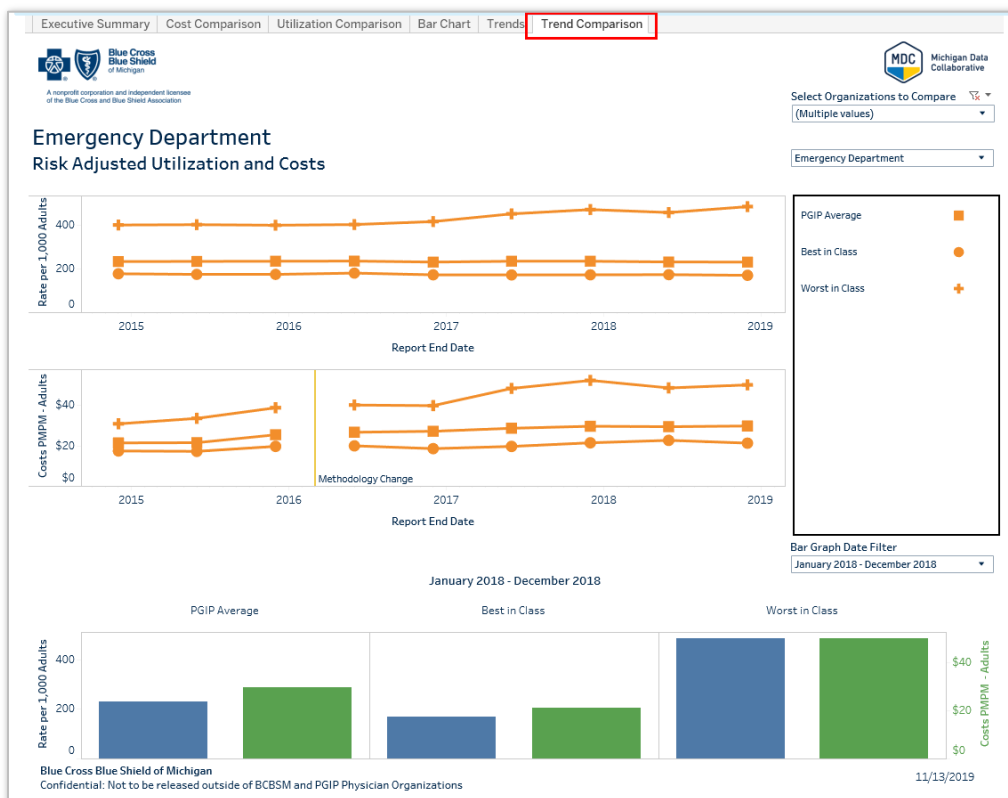 Executive Summary
Cost Comparison
Utilization Comparison
Bar Chart
Trends
Trend Comparison
Blue Cross
Blue Shield
of Michigan
A nonprofit corporation and independent licensee
of the Blue Cross and Blue Shield Association
MDC
Michigan Data
Collaborative
Select Organizations to Compare
(Multiple values)
Emergency Department
Risk Adjusted Utilization and Costs
Emergency Department
Rate per 1,000 Adults
400
200
0
2015 2016 2017 2018 2019
Report End Date
PGIP Average
Best in Class
Worst in Class
Costs PMPM - Adults
$40
$20
$0
Methodology Change
2015 2016 2017 2018 2019
Report End Date
Bar Graph Date Filter
January 2018 - December 2018
January 2018 - December 2018
PGIP Average Best in Class Worst in Class
Rate per 1,000 Adults
400
200
0
$40
$20
$0
Costs PMPM - Adults
Blue Cross Blue Shield of Michigan
Confidential: Not to be released outside of BCBSM and PGIP Physician Organizations
11/13/2019